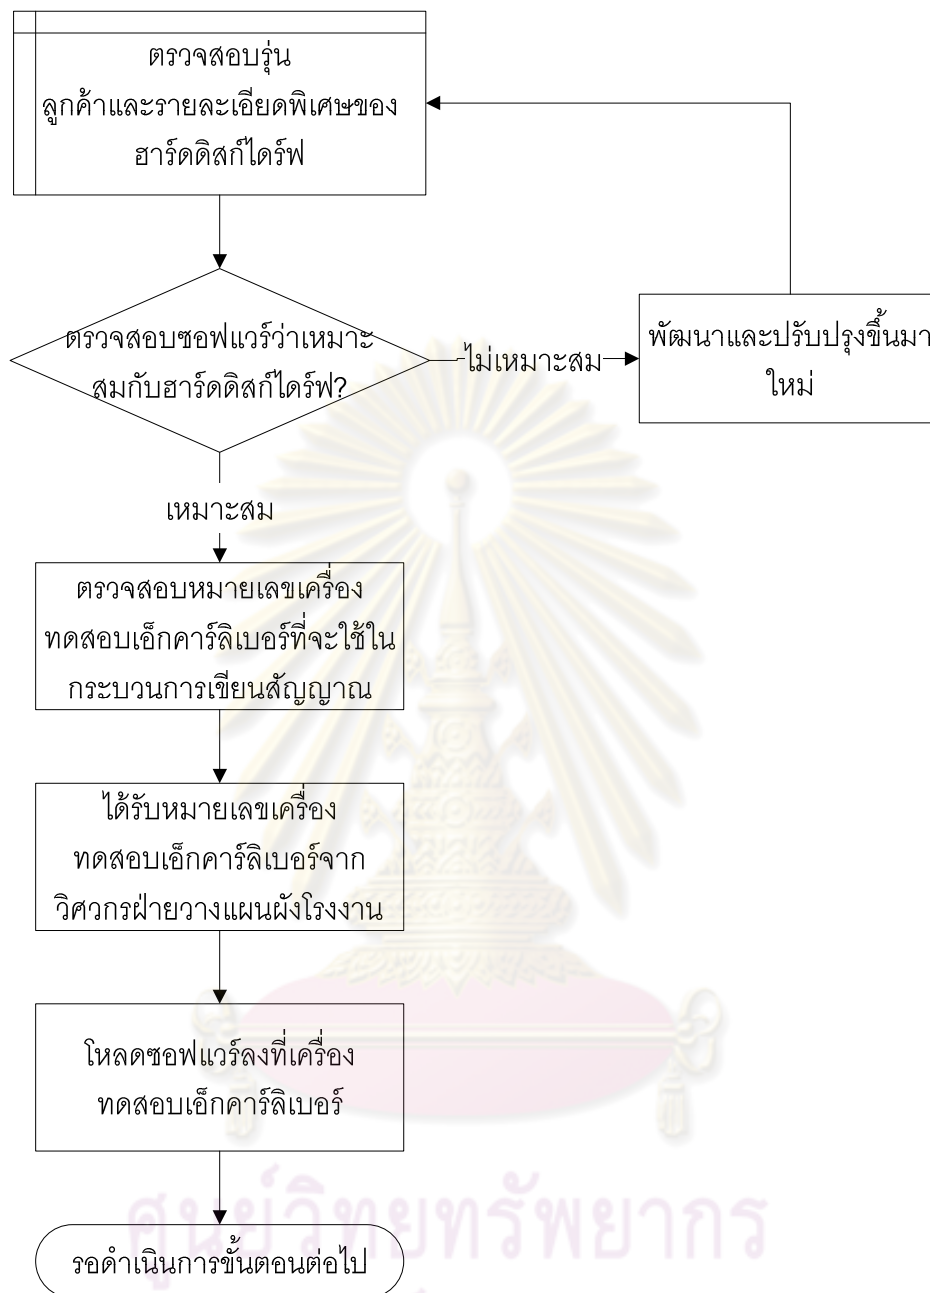 ตรวจสอบรุ่น
ลูกค้าและรายละเอียดพิเศษของ
ฮาร์ดดิสก์ไดร์ฟ
ตรวจสอบซอฟแวร์ว่าเหมาะ
สมกับฮาร์ดดิสก์ไดร์ฟ?
ไม่เหมาะสม
พัฒนาและปรับปรุงขึ้นมา
ใหม่
เหมาะสม
ตรวจสอบหมายเลขเครื่อง
ทดสอบเอ็กคาร์ลิเบอร์ที่จะใช้ใน
กระบวนการเขียนสัญญาณ
ได้รับหมายเลขเครื่อง
ทดสอบเอ็กคาร์ลิเบอร์จาก
วิศวกรฝ่ายวางแผนผังโรงงาน
โหลดซอฟแวร์ลงที่เครื่อง
ทดสอบเอ็กคาร์ลิเบอร์
ศูนย์วิทยทรัพยากร
รอดำเนินการขั้นตอนต่อไป